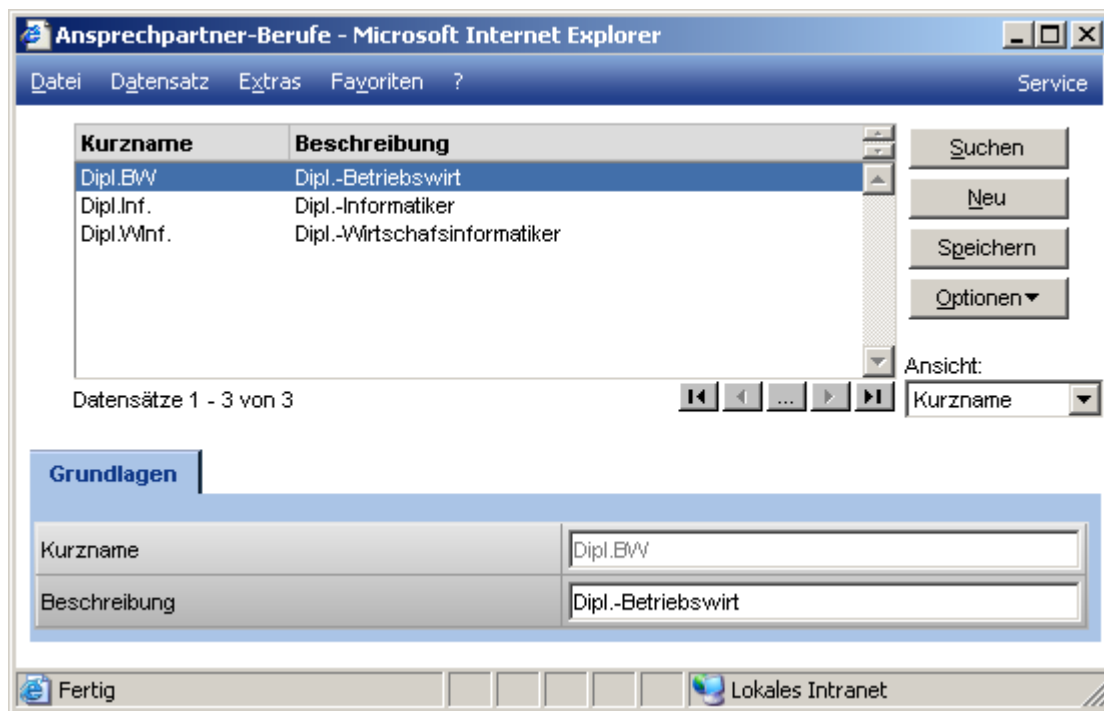 Ansprechpartner-Berufe - Microsoft Internet Explorer
Datei Datensatz Extras Favoriten ? Service
Kurzname Beschreibung
Dipl.BW Dipl.-Betriebswirt
Dipl.Inf. Dipl.-Informatiker
Dipl.WInf. Dipl.-Wirtschafsinformatiker
Suchen
Neu
Speichern
Optionen
Ansicht:
Kurzname
Datensätze 1 - 3 von 3
...
Grundlagen
Kurzname Dipl.BW
Beschreibung Dipl.-Betriebswirt
Fertig Lokales Intranet